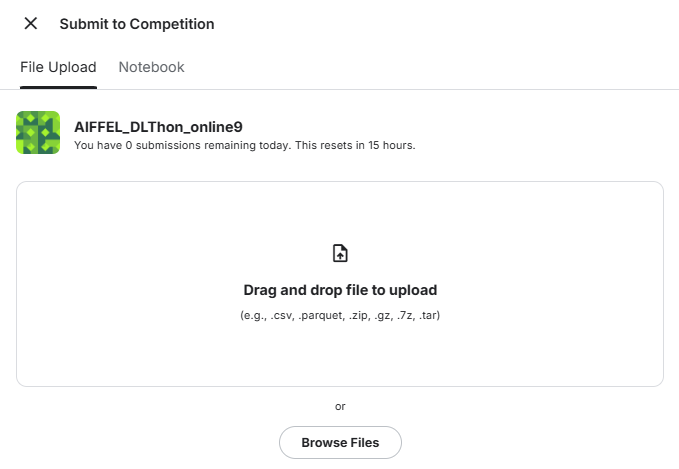 Submit to Competition
File Upload
Notebook
AIFFEL_DLThon_online9
You have 0 submissions remaining today. This resets in 15 hours.
Drag and drop file to upload
(e.g., .csv, .parquet, .zip, .gz, .7z, .tar)
or
Browse Files